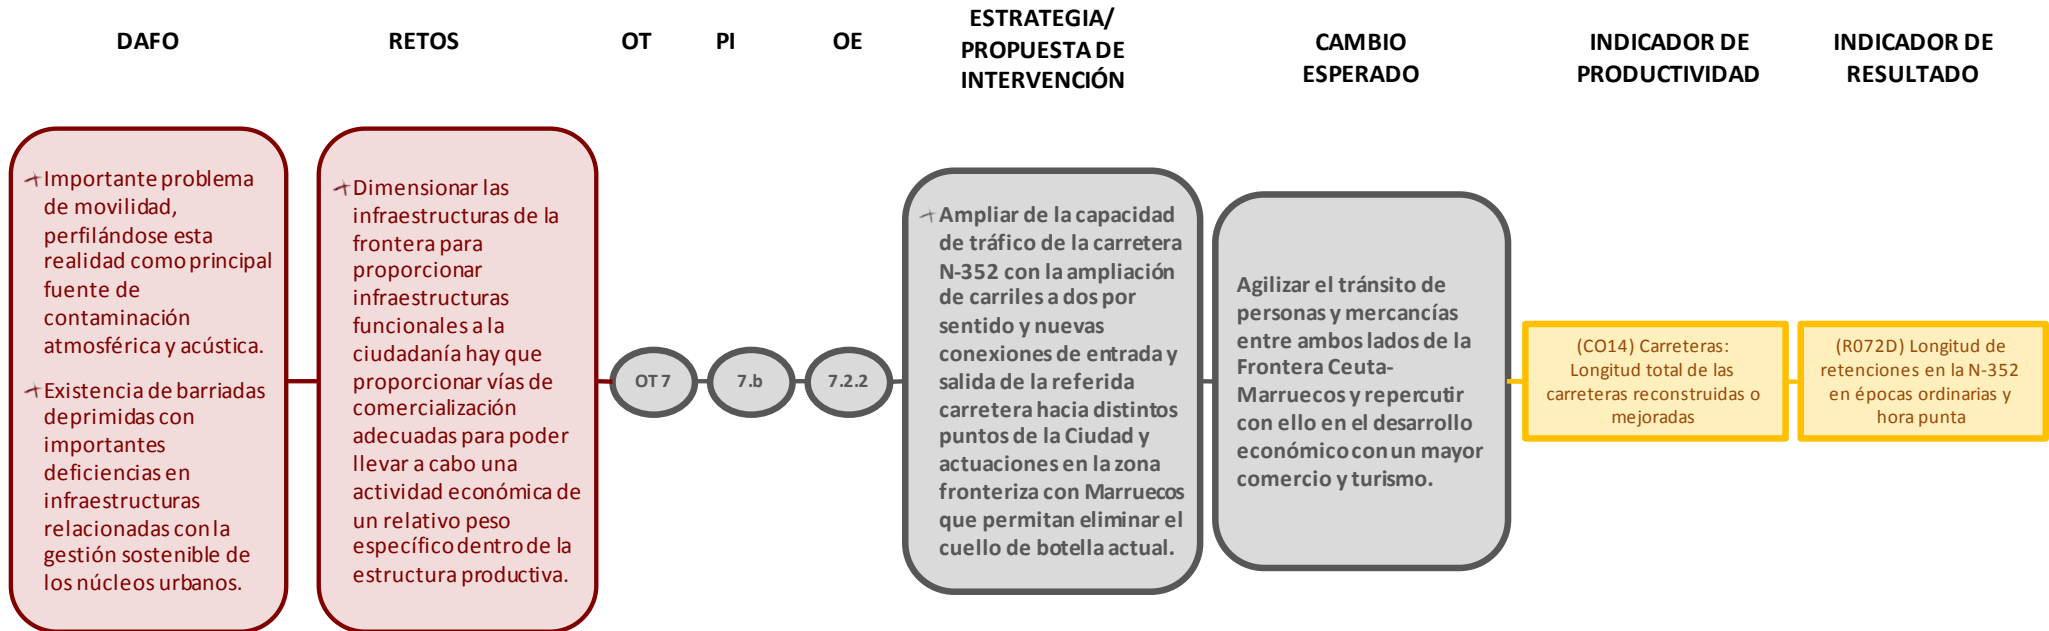 DAFO
RETOS
OT
PI
OE
ESTRATEGIA/
PROPUESTA DE
INTERVENCIÓN
CAMBIO
ESPERADO
INDICADOR DE
PRODUCTIVIDAD
INDICADOR DE
RESULTADO
Importante problema
de movilidad,
perfilándose esta
realidad como principal
fuente de
contaminación
atmosférica y acústica.
Existencia de barriadas
deprimidas con
importantes
deficiencias en
infraestructuras
relacionadas con la
gestión sostenible de
los núcleos urbanos.
Dimensionar las
infraestructuras de la
frontera para
proporcionar
infraestructuras
funcionales a la
ciudadanía hay que
proporcionar vías de
comercialización
adecuadas para poder
llevar a cabo una
actividad económica de
un relativo peso
específico dentro de la
estructura productiva.
OT 7
7.b
7.2.2
Ampliar de la capacidad
de tráfico de la carretera
N-352 con la ampliación
de carriles a dos por
sentido y nuevas
conexiones de entrada y
salida de la referida
carretera hacia distintos
puntos de la Ciudad y
actuaciones en la zona
fronteriza con Marruecos
que permitan eliminar el
cuello de botella actual.
Agilizar el tránsito de
personas y mercancías
entre ambos lados de la
Frontera Ceuta-
Marruecos y repercutir
con ello en el desarrollo
económico con un mayor
comercio y turismo.
(CO14) Carreteras:
Longitud total de las
carreteras reconstruidas o
mejoradas
(R072D) Longitud de
retenciones en la N-352
en épocas ordinarias y
hora punta